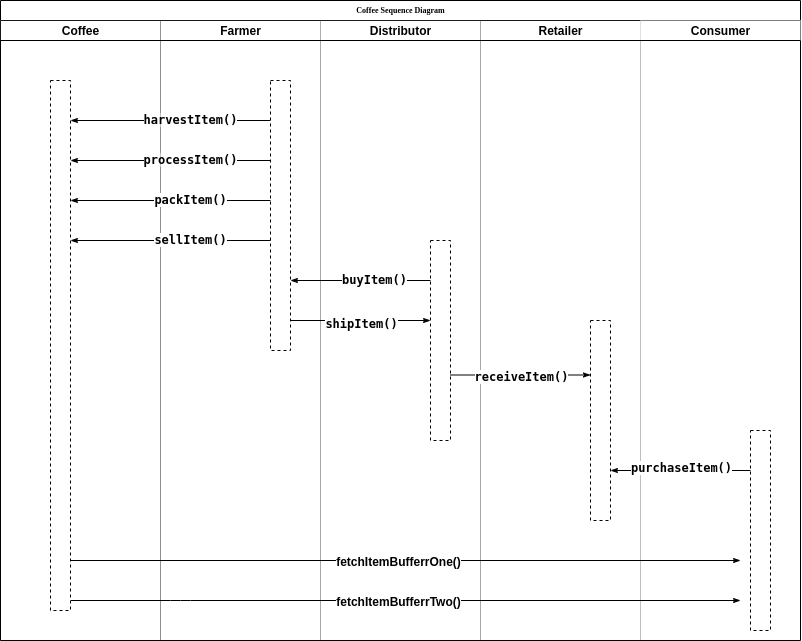 Coffee Sequence Diagram
Coffee Farmer Distributor Retailer Consumer
harvestItem()
processItem()
packItem()
sellItem()
buyItem()
shipItem()
receiveItem()
purchaseItem()
fetchItemBufferrOne()
fetchItemBufferrTwo()